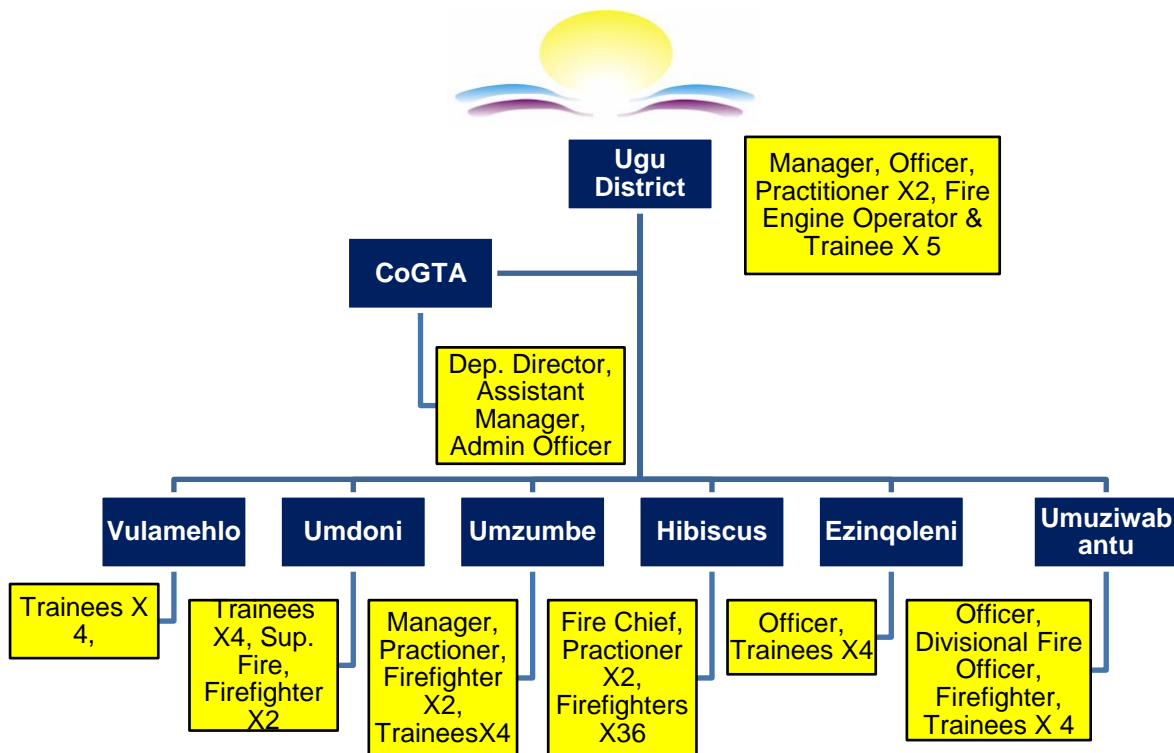 Ugu
District
Manager, Officer,
Practitioner X2, Fire
Engine Operator &
Trainee X 5
CoGTA
Dep. Director,
Assistant
Manager,
Admin Officer
Vulamehlo
Umdoni
Umzumbe
Hibiscus
Ezinqoleni
Umuziwab
antu
Trainees X
4,
Trainees
X4, Sup.
Fire,
Firefighter
X2
Manager,
Practioner,
Firefighter
X2,
TraineesX4
Fire Chief,
Practioner
X2,
Firefighters
X36
Officer,
Trainees X4
Officer,
Divisional Fire
Officer,
Firefighter,
Trainees X 4